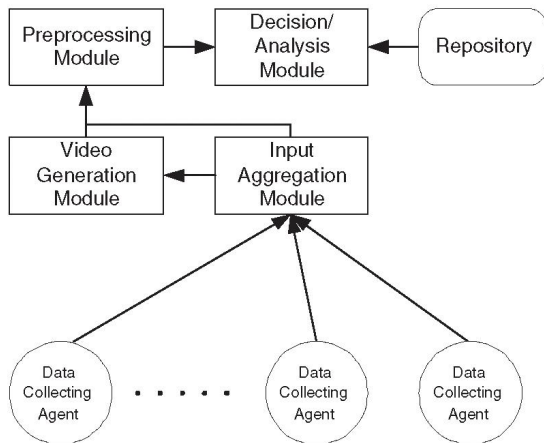 Preprocessing
Module
Decision/
Analysis
Module
Repository
Video
Generation
Module
Input
Aggregation
Module
Data
Collecting
Agent
Data
Collecting
Agent
Data
Collecting
Agent